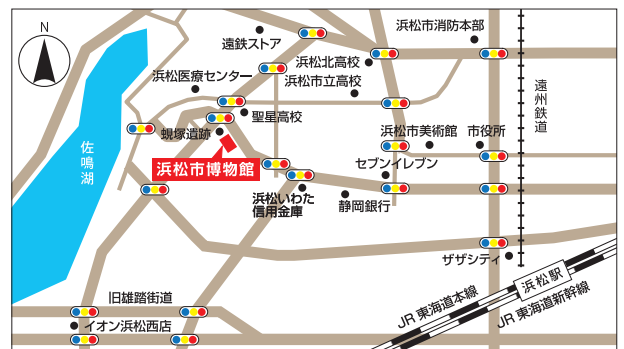 N
浜松市消防本部
遠鉄ストア
浜松北高校
浜松医療センター
浜松市立高校
遠州鉄道
聖星高校
蜆塚遺跡
浜松市美術館
市役所
佐鳴湖
浜松市博物館
セブンイレブン
浜松いわた
信用金庫
静岡銀行
ザザシティ
浜松駅
旧雄踏街道
JR東海道本線
JR東海道新幹線
イオン浜松西店